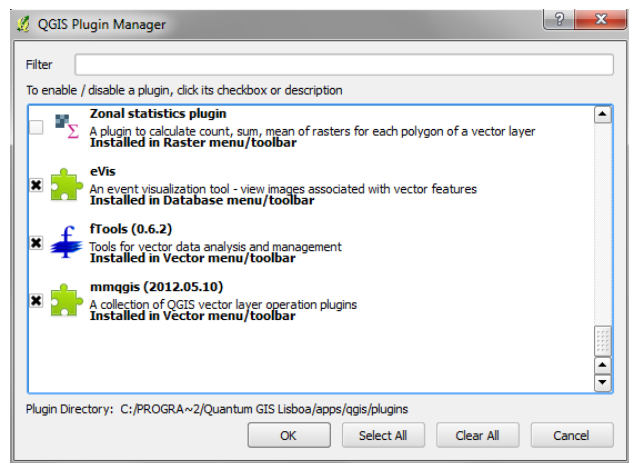 QGIS Plugin Manager
Filter
To enable / disable a plugin, click its checkbox or description
Zonal statistics plugin
A plugin to calculate count, sum, mean of rasters for each polygon of a vector layer
Installed in Raster menu/toolbar
eVis
An event visualization tool - view images associated with vector features
Installed in Database menu/toolbar
fTools (0.6.2)
Tools for vector data analysis and management
Installed in Vector menu/toolbar
mmqgis (2012.05.10)
A collection of QGIS vector layer operation plugins
Installed in Vector menu/toolbar
Plugin Directory: C:/PROGRA~2/Quantum GIS Lisboa/apps/qgis/plugins
OK Select All Clear All Cancel